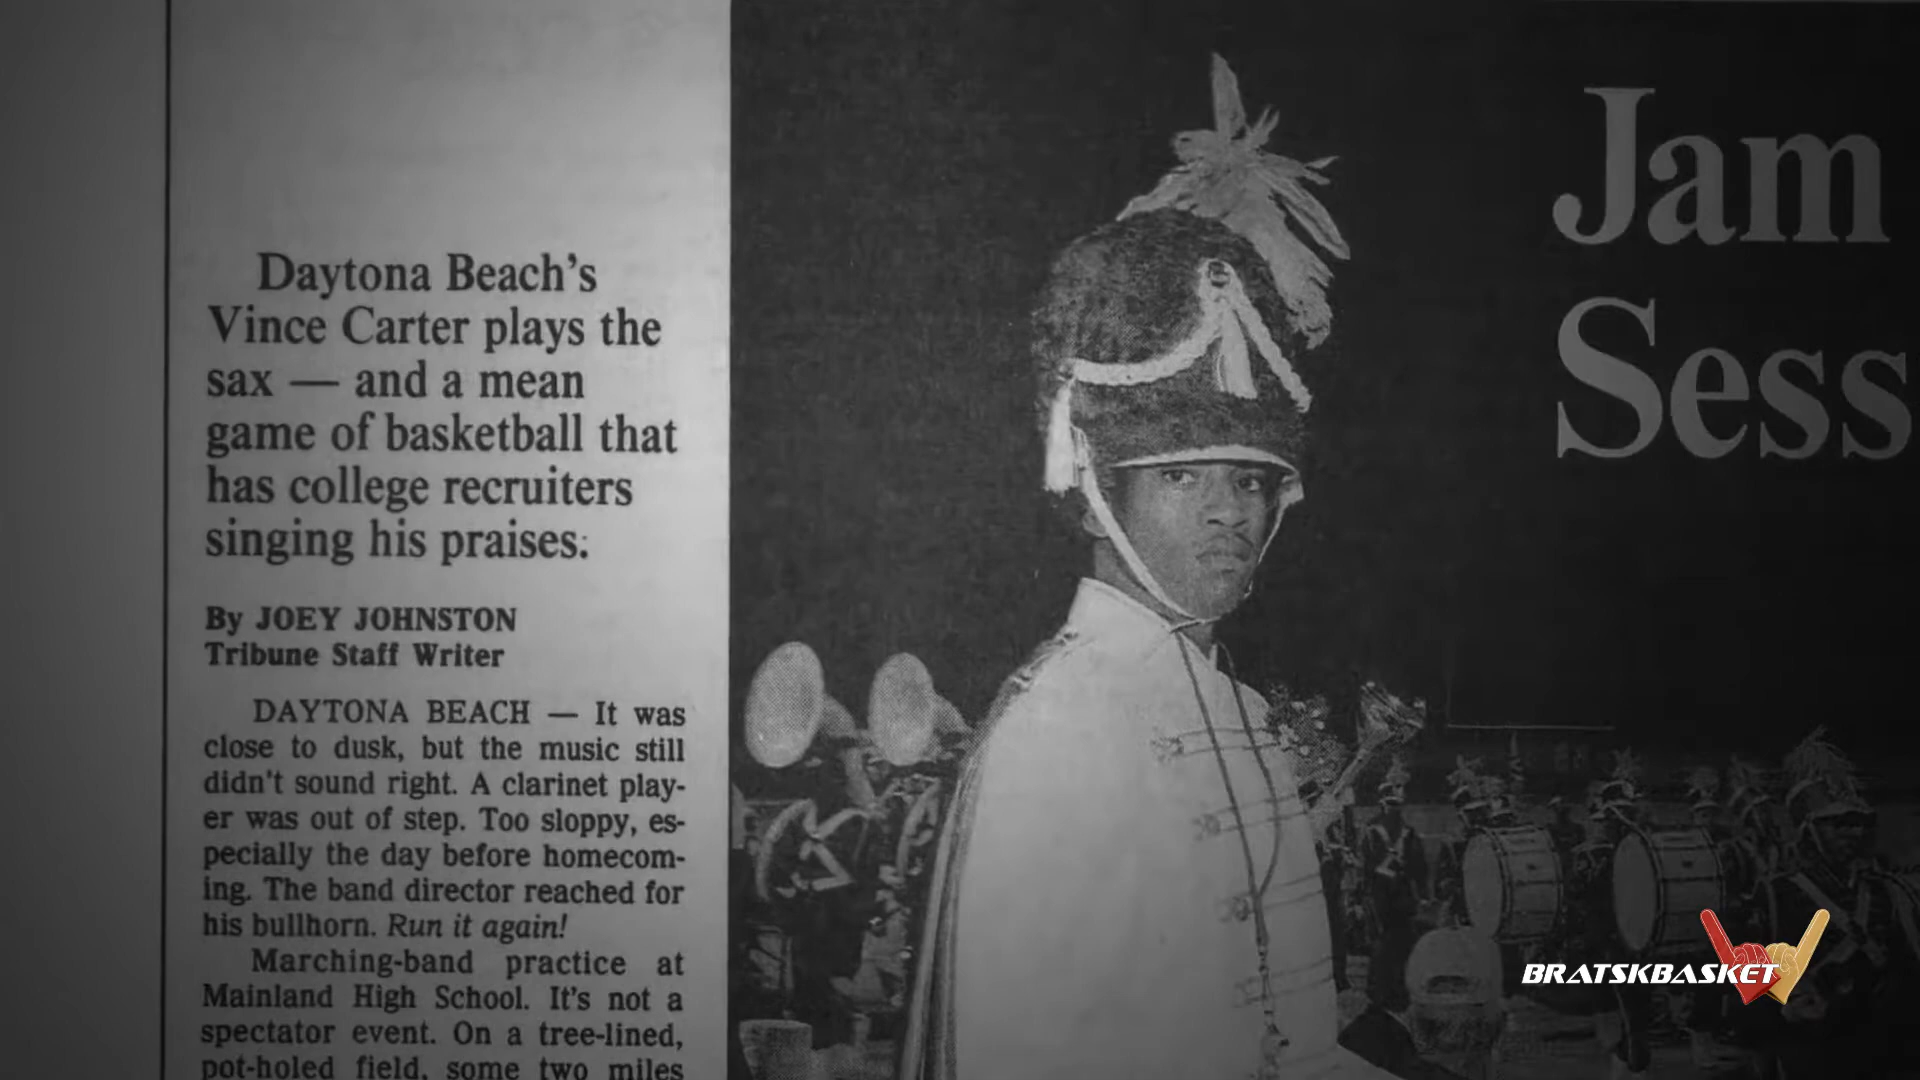 Daytona Beach's
Vince Carter plays the
sax — and a mean
game of basketball that
has college recruiters
singing his praises.
By JOEY JOHNSTON
Tribune Staff Writer
DAYTONA BEACH — It was
close to dusk, but the music still
didn't sound right. A clarinet play-
er was out of step. Too sloppy, es-
pecially the day before homecom-
ing. The band director reached for
his bullhorn. Run it again!
Marching-band practice at
Mainland High School. It's not a
spectator event. On a tree-lined,
pot-holed field, some two miles
Jam
Sess
BRATSKBASKET